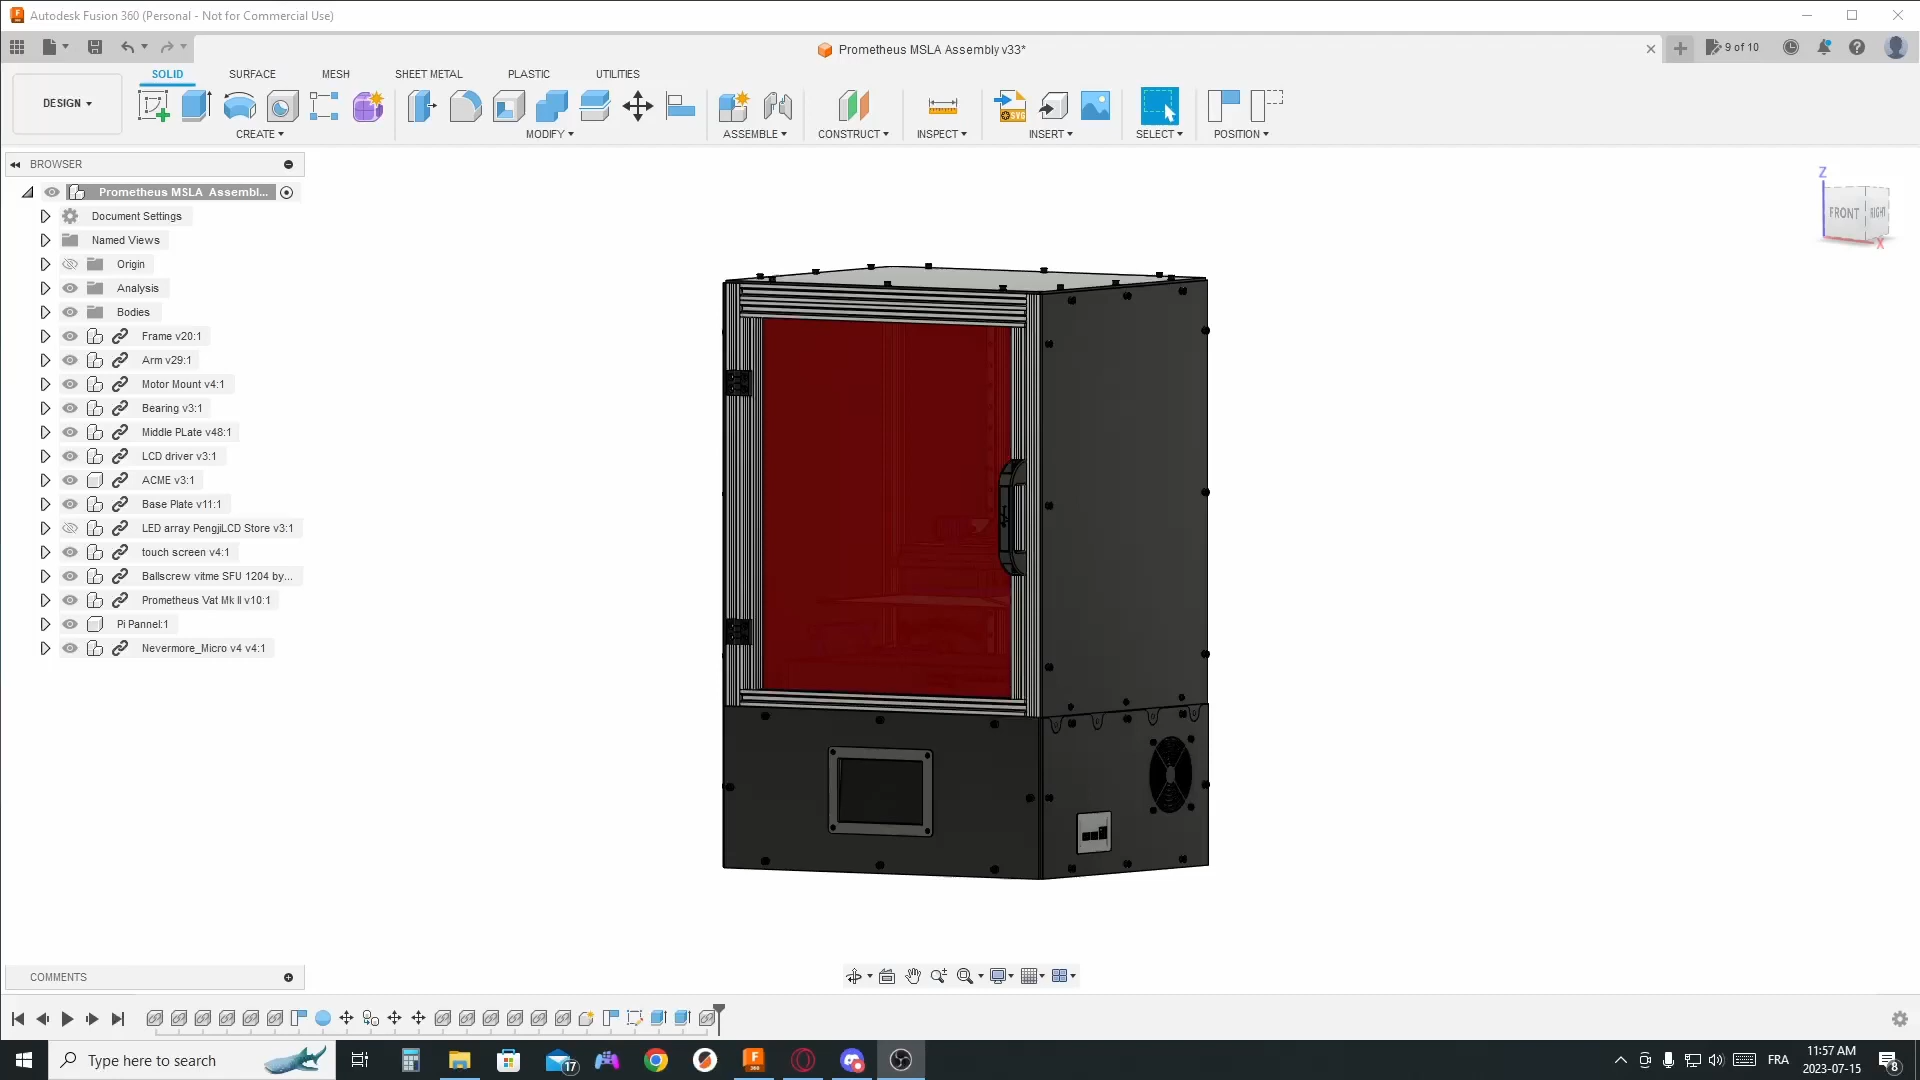 Autodesk Fusion 360 (Personal - Not for Commercial Use)
Prometheus MSLA Assembly v33*
9 of 10
SOLID
SURFACE
MESH
SHEET METAL
PLASTIC
UTILITIES
DESIGN
CREATE
MODIFY
ASSEMBLE
CONSTRUCT
INSPECT
INSERT
SELECT
POSITION
SVG
BROWSER
Prometheus MSLA Assembl...
Document Settings
Named Views
Origin
Analysis
Bodies
Frame v20:1
Arm v29:1
Motor Mount v4:1
Bearing v3:1
Middle PLate v48:1
LCD driver v3:1
ACME v3:1
Base Plate v11:1
LED array PengjiLCD Store v3:1
touch screen v4:1
Ballscrew vitme SFU 1204 by...
Prometheus Vat Mk II v10:1
Pi Pannel:1
Nevermore_Micro v4 v4:1
Z
FRONT
RIGHT
X
COMMENTS
Type here to search
17
FRA
11:57 AM
2023-07-15
8